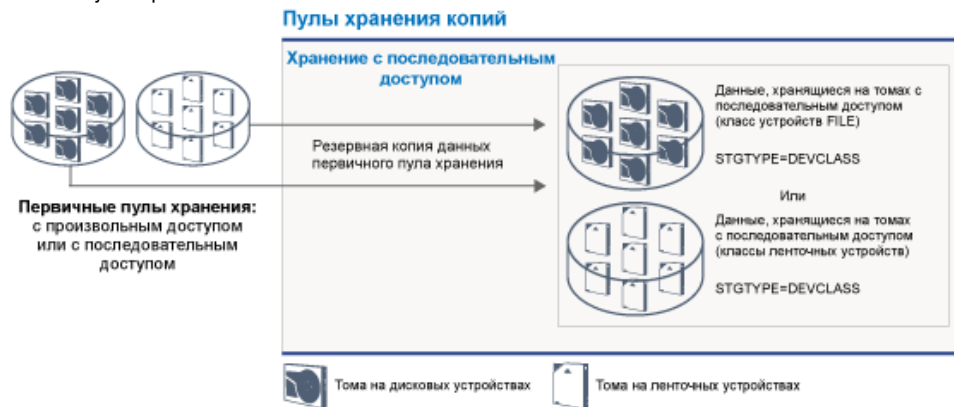 Пулы хранения копий
Хранение с последовательным
доступом
Данные, хранящиеся на томах с
последовательным доступом
(класс устройств FILE)
STGTYPE=DEVCLASS
Резервная копия данных
первичного пула хранения
Или
Первичные пулы хранения:
с произвольным доступом
или с последовательным
доступом
Данные, хранящиеся на томах
с последовательным доступом
(классы ленточных устройств)
STGTYPE=DEVCLASS
Тома на дисковых устройствах
Тома на ленточных устройствах